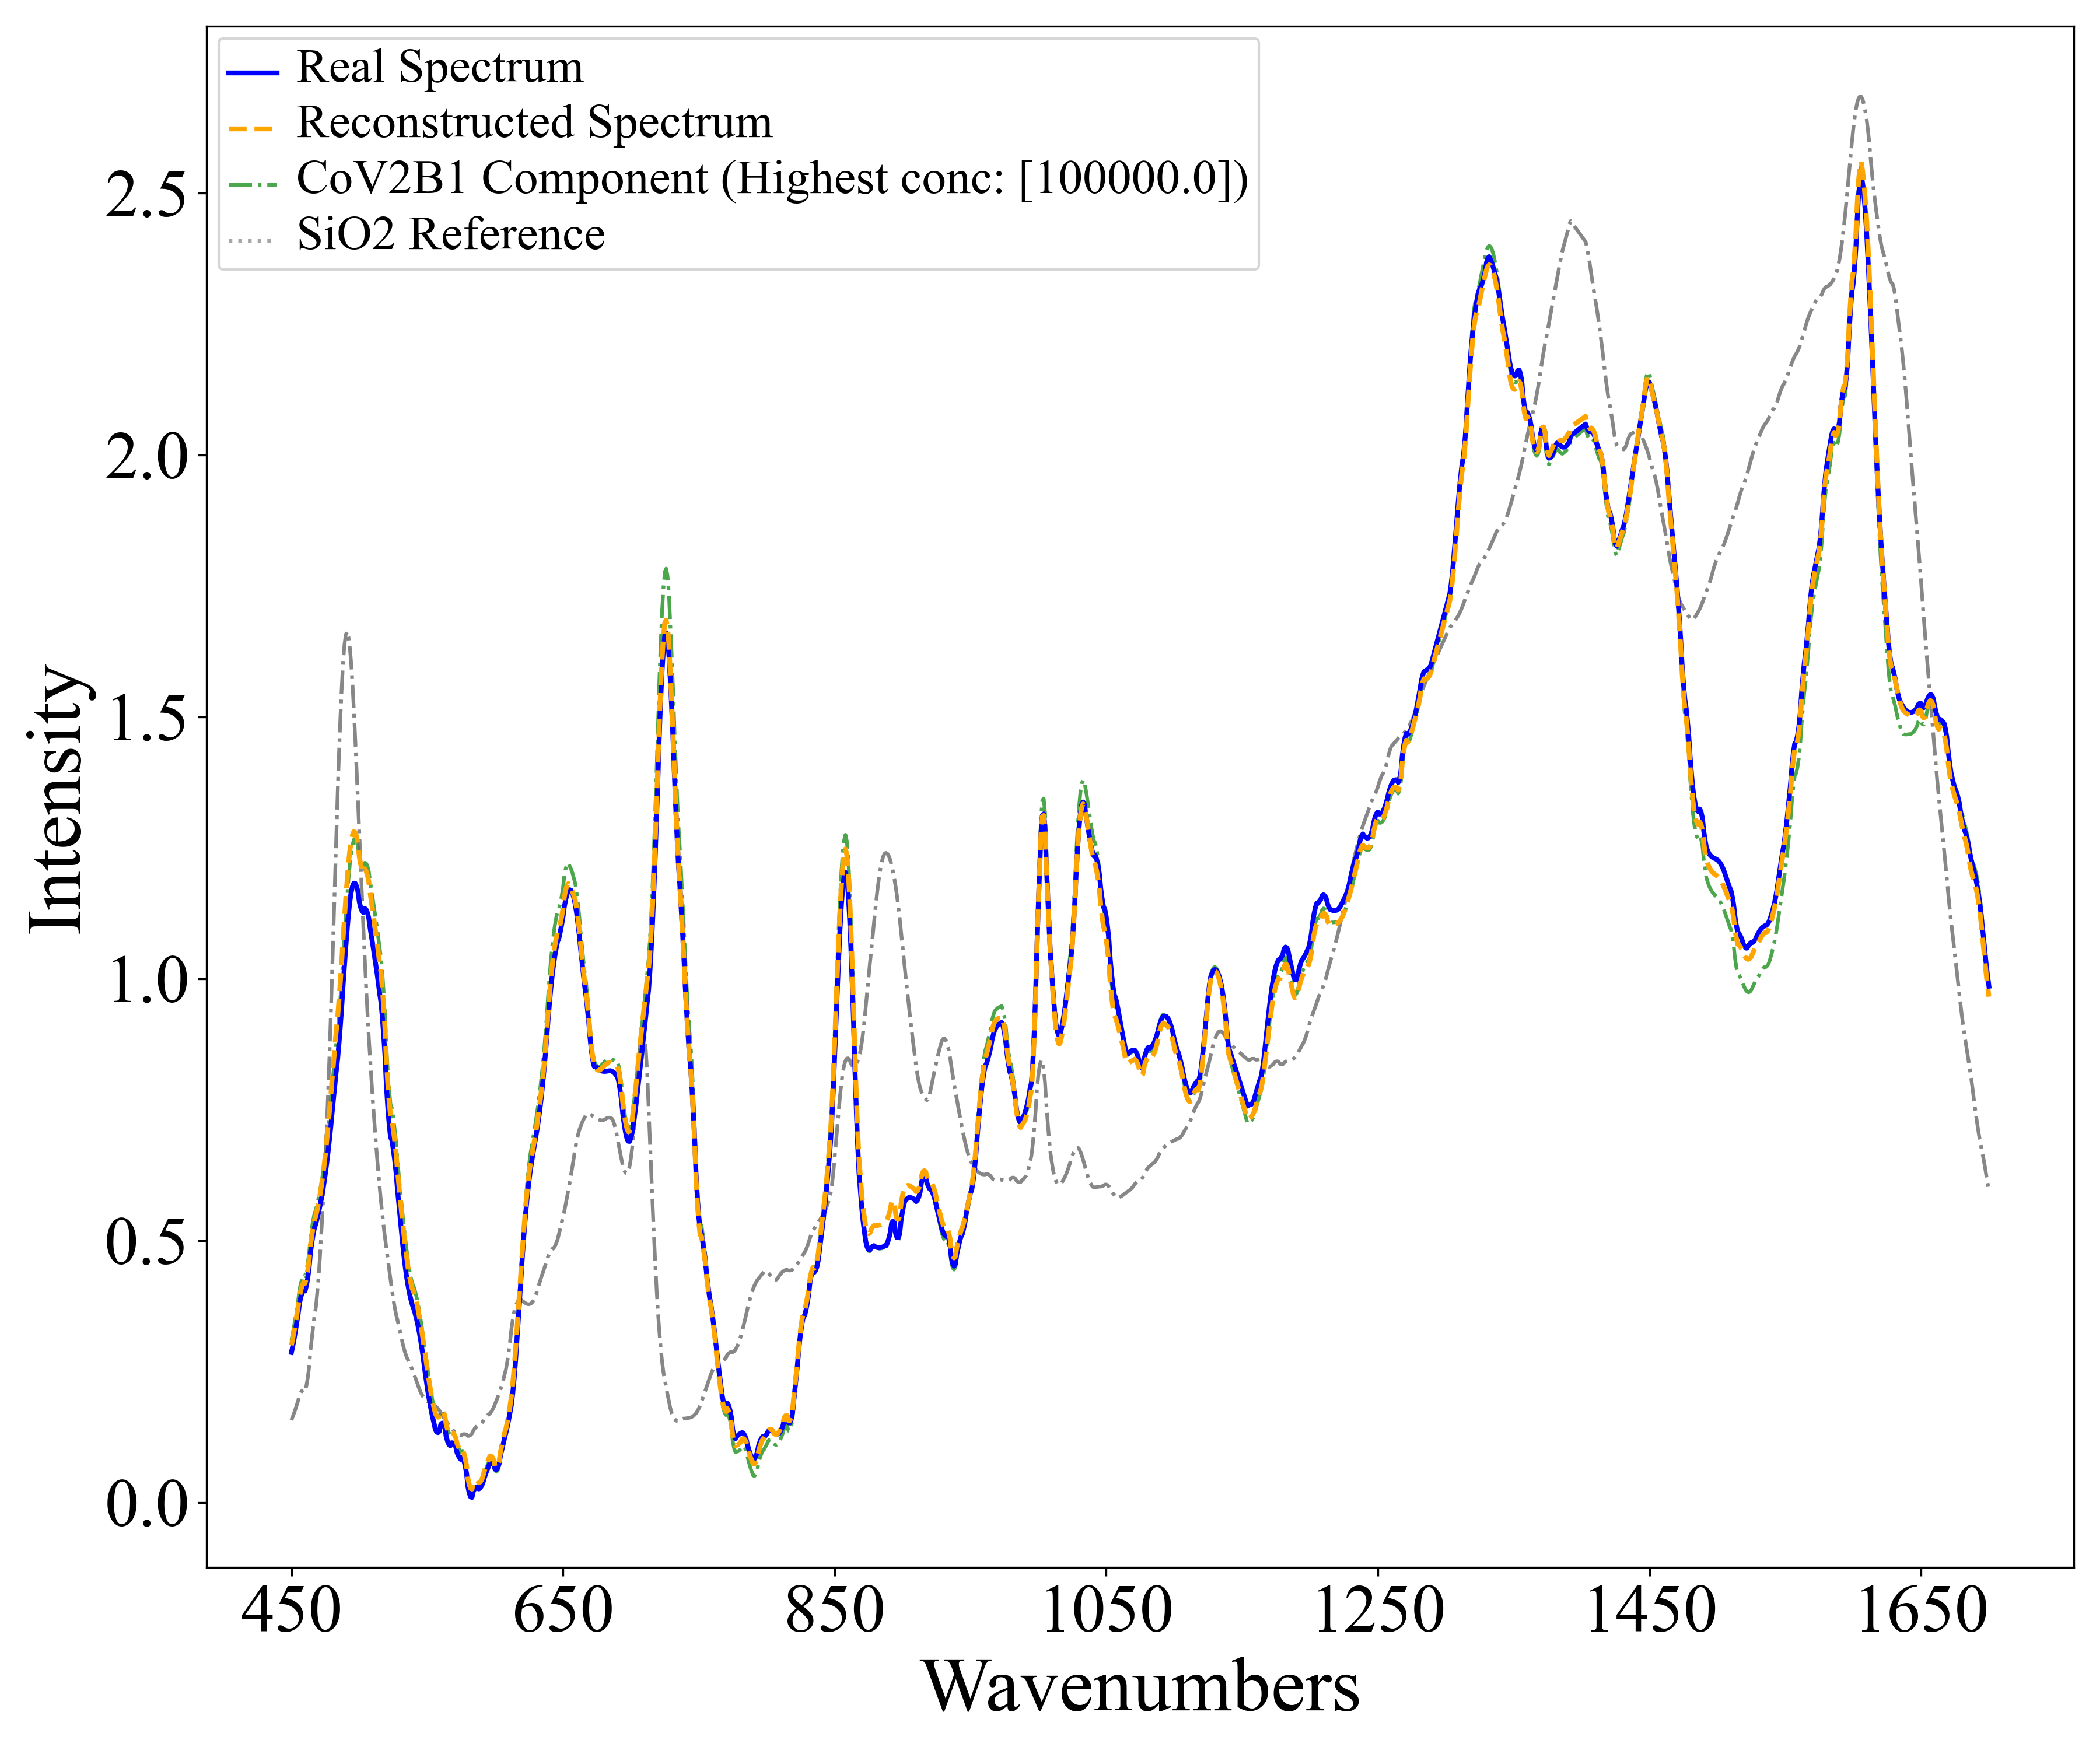 Real Spectrum
Reconstructed Spectrum
CoV2B1 Component (Highest conc: [100000.0])
SiO2 Reference
Intensity
2.5
2.0
1.5
1.0
0.5
0.0
450 650 850 1050 1250 1450 1650
Wavenumbers